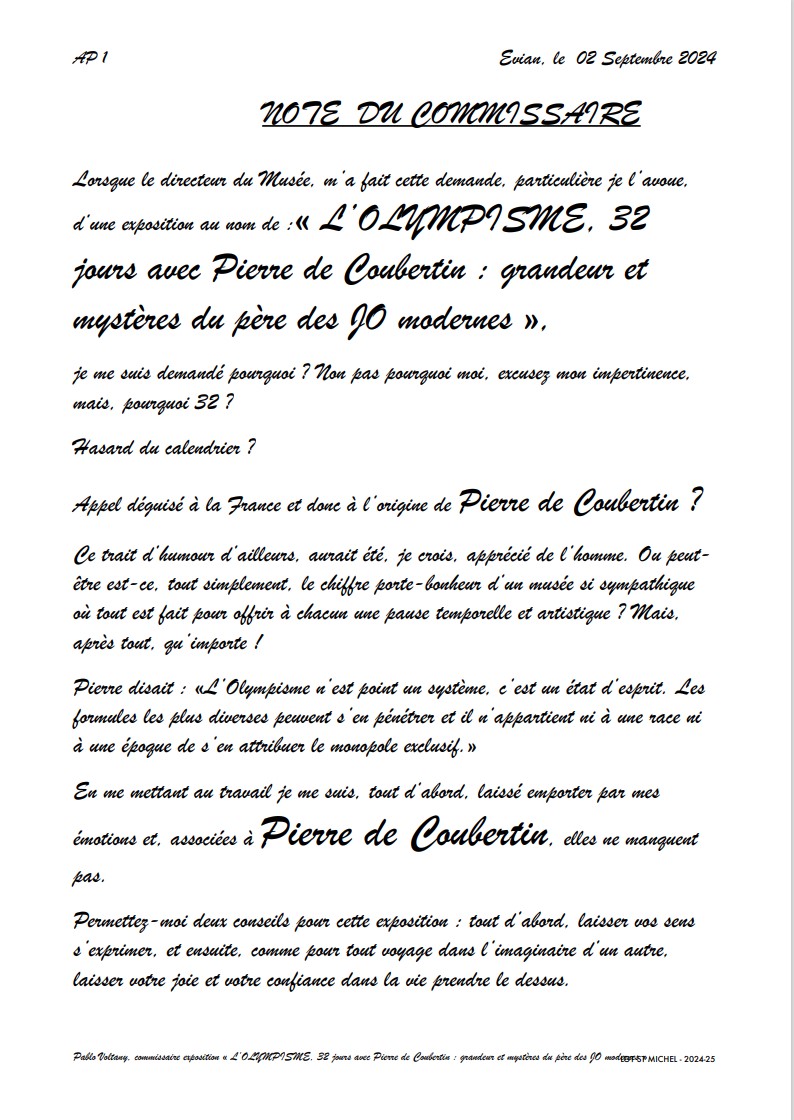 AP 1 Evian, le 02 Septembre 2024
NOTE DU COMMISSAIRE
Lorsque le directeur du Musée, m'a fait cette demande, particulière je l'avoue,
d'une exposition au nom de :« L'OLYMPISME, 32
jours avec Pierre de Coubertin : grandeur et
mystères du père des JO modernes »,
je me suis demandé pourquoi ? Non pas pourquoi moi, excusez mon impertinence,
mais, pourquoi 32 ?
Hasard du calendrier ?
Appel déguisé à la France et donc à l'origine de Pierre de Coubertin ?
Ce trait d'humour d'ailleurs, aurait été, je crois, apprécié de l'homme. Ou peut-
être est-ce, tout simplement, le chiffre porte-bonheur d'un musée si sympathique
où tout est fait pour offrir à chacun une pause temporelle et artistique ? Mais,
après tout, qu'importe !
Pierre disait : «L'Olympisme n'est point un système, c'est un état d'esprit. Les
formules les plus diverses peuvent s'en pénétrer et il n'appartient ni à une race ni
à une époque de s'en attribuer le monopole exclusif.»
En me mettant au travail je me suis, tout d'abord, laissé emporter par mes
émotions et, associées à Pierre de Coubertin, elles ne manquent
pas.
Permettez-moi deux conseils pour cette exposition : tout d'abord, laisser vos sens
s'exprimer, et ensuite, comme pour tout voyage dans l'imaginaire d'un autre,
laisser votre joie et votre confiance dans la vie prendre le dessus.
Pablo Voltany, commissaire exposition « L'OLYMPISME, 32 jours avec Pierre de Coubertin : grandeur et mystères du père des JO modernes » ST MICHEL - 2024-25